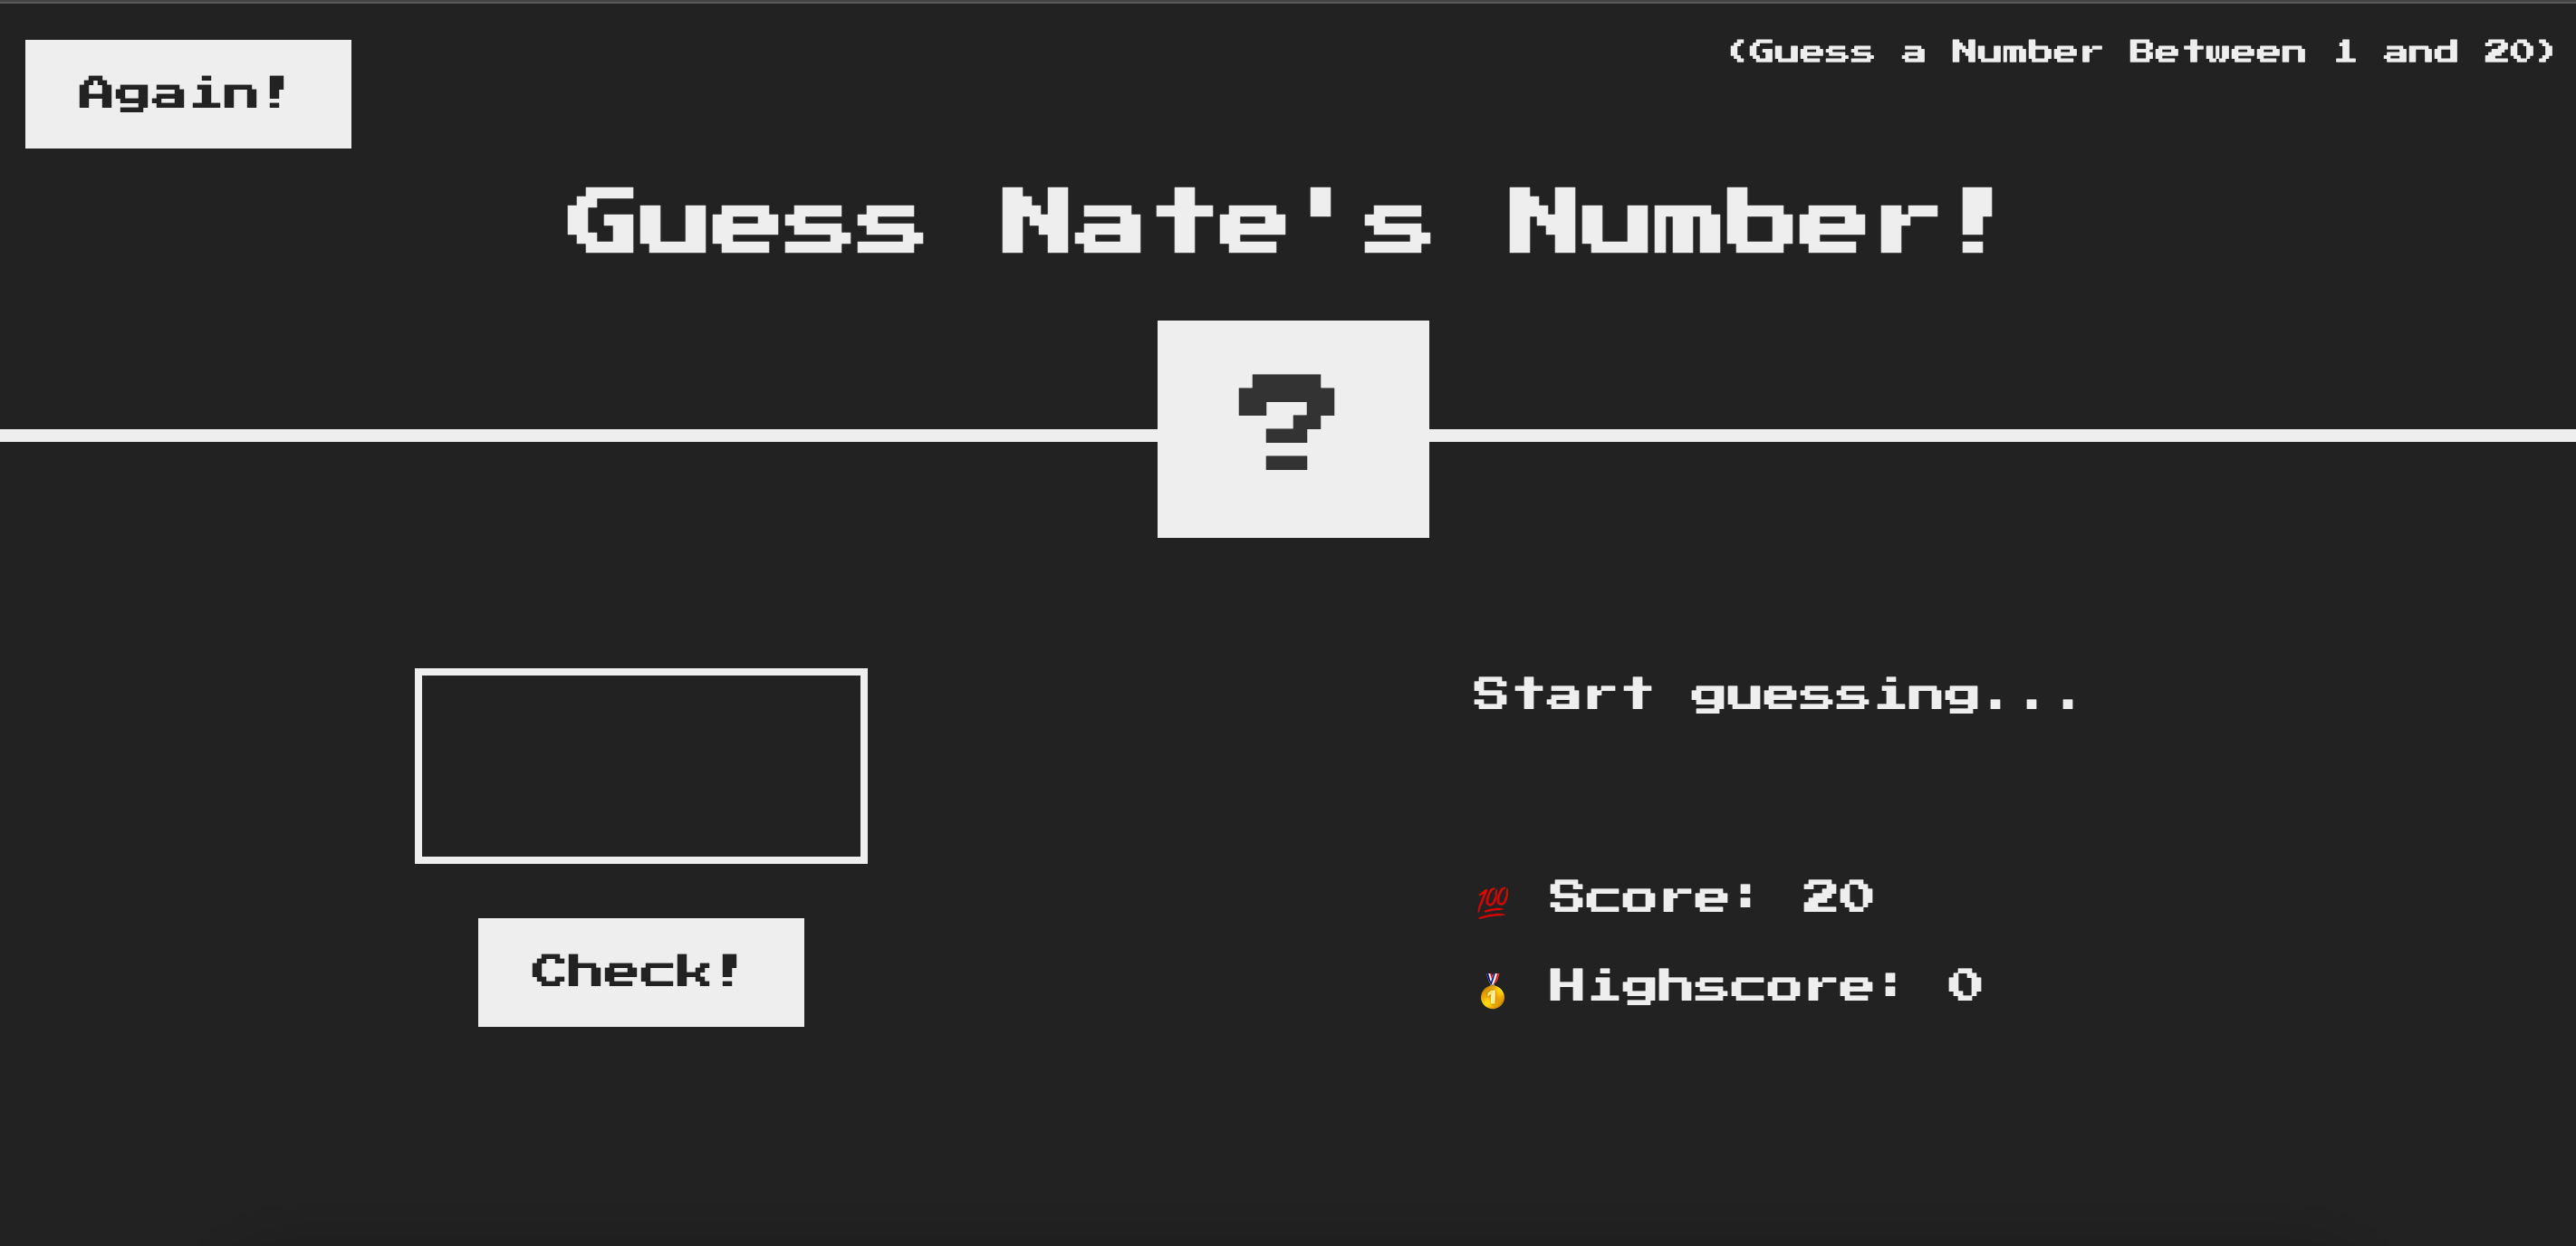 Again!
(Guess a Number Between 1 and 20)
Guess Nate's Number!
?
Start guessing...
💯 Score: 20
🥇 Highscore: 0
Check!